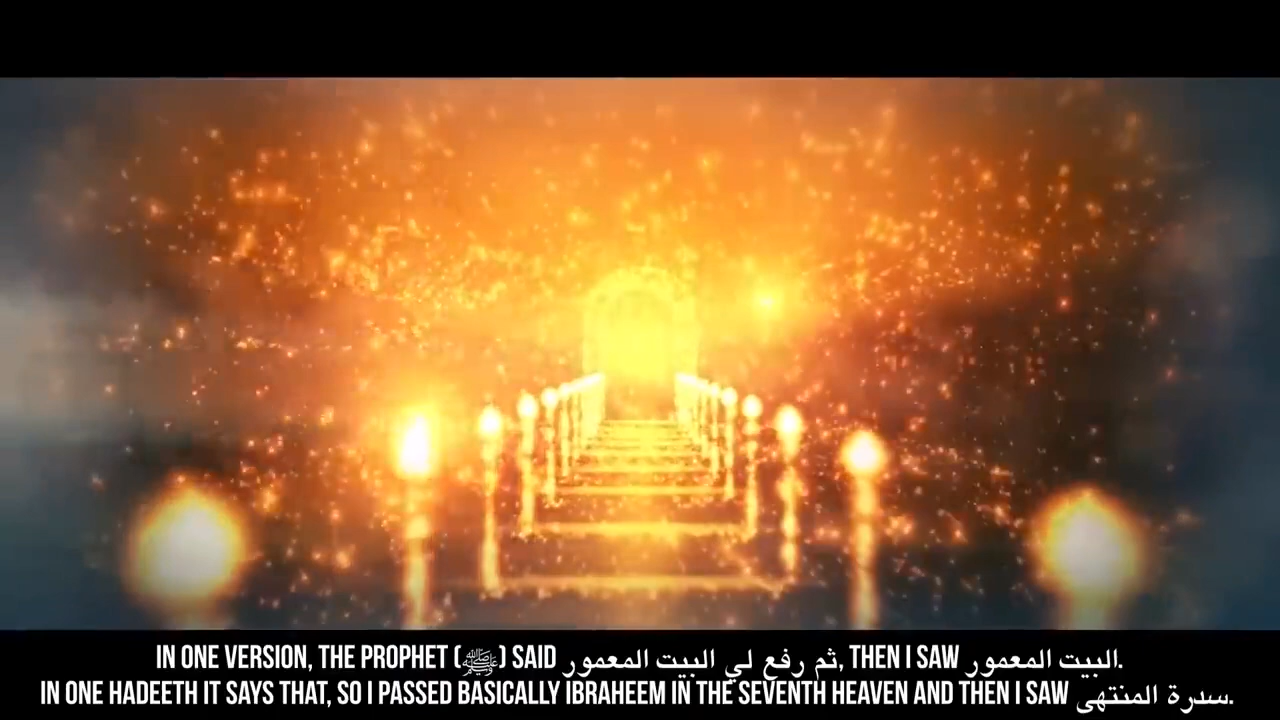 IN ONE VERSION, THE PROPHET (ﷺ) SAID ثم رفع لي البيت المعمور, THEN I SAW البيت المعمور.
IN ONE HADEETH IT SAYS THAT, SO I PASSED BASICALLY IBRAHEEM IN THE SEVENTH HEAVEN AND THEN I SAW سدرة المنتهى.